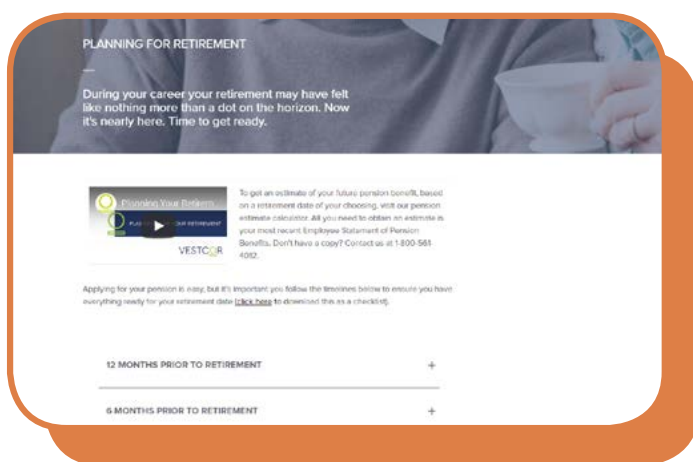 PLANNING FOR RETIREMENT
During your career your retirement may have felt
like nothing more than a dot on the horizon. Now
it's nearly here. Time to get ready.
Planning Your Retirem
OUR RETIREMENT
VESTCOR
To get an estimate of your future pension benefit, based
on a retirement date of your choosing, visit our pension
estimate calculator. All you need to obtain an estimate is
your most recent Employee Statement of Pension
Benefits. Don't have a copy? Contact us at 1-800-561-
4012.
Applying for your pension is easy, but it's important you follow the timelines below to ensure you have
everything ready for your retirement date (click here to download this as a checklist).
12 MONTHS PRIOR TO RETIREMENT +
6 MONTHS PRIOR TO RETIREMENT +